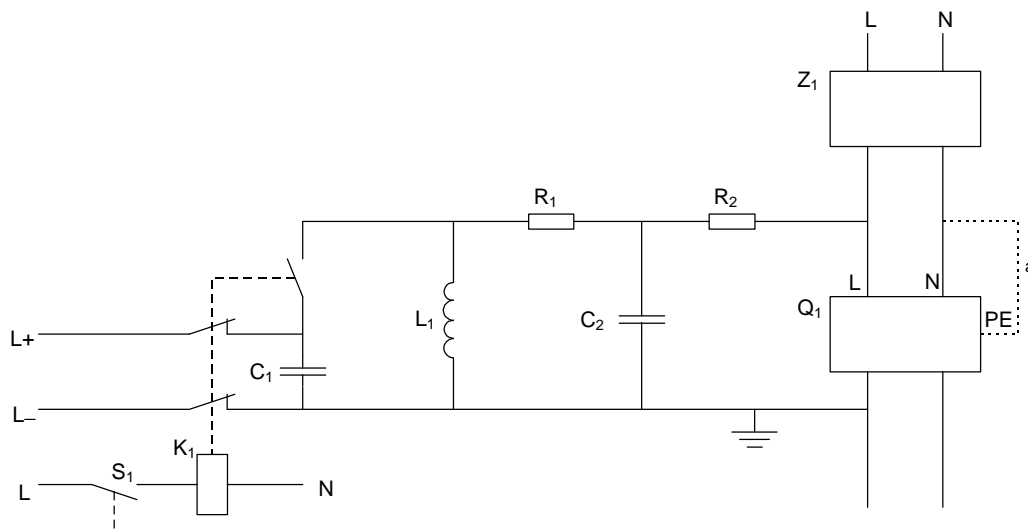 L N
Z₁
R₁ R₂
L N
a
L₁ C₂ Q₁ PE
L+
C₁
L–
K₁
S₁
L N